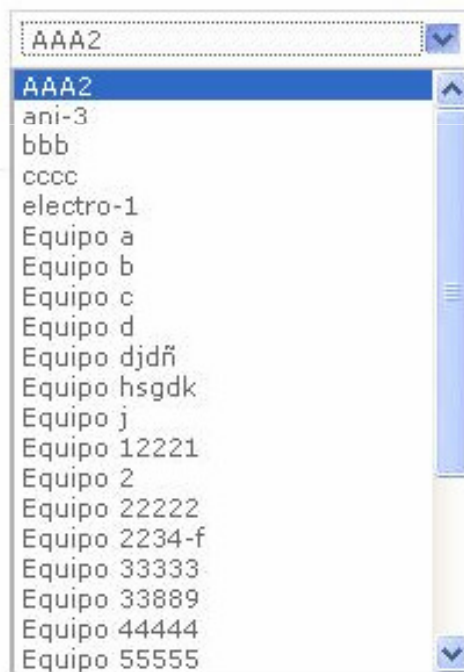 AAA2
AAA2
ani-3
bbb
cccc
electro-1
Equipo a
Equipo b
Equipo c
Equipo d
Equipo djdñ
Equipo hsgdk
Equipo j
Equipo 12221
Equipo 2
Equipo 22222
Equipo 2234-f
Equipo 33333
Equipo 33889
Equipo 44444
Equipo 55555